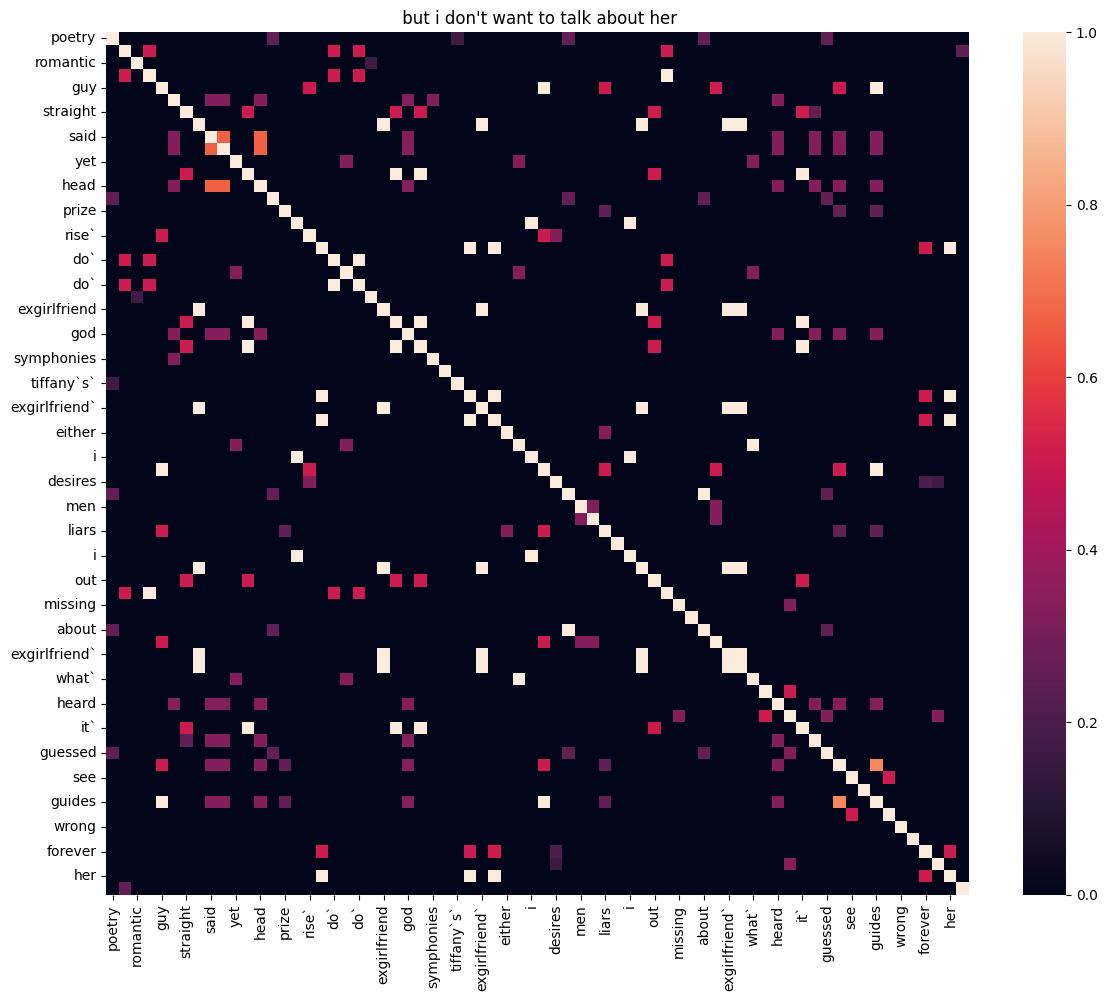 but i don't want to talk about her
poetry
romantic
guy
straight
said
yet
head
prize
rise`
do`
do`
exgirlfriend
god
symphonies
tiffany`s`
exgirlfriend`
either
i
desires
men
liars
i
out
missing
about
exgirlfriend`
what`
heard
it`
guessed
see
guides
wrong
forever
her
poetry
romantic
guy
straight
said
yet
head
prize
rise`
do`
do`
exgirlfriend
god
symphonies
tiffany`s`
exgirlfriend`
either
i
desires
men
liars
i
out
missing
about
exgirlfriend`
what`
heard
it`
guessed
see
guides
wrong
forever
her
1.0
0.8
0.6
0.4
0.2
0.0